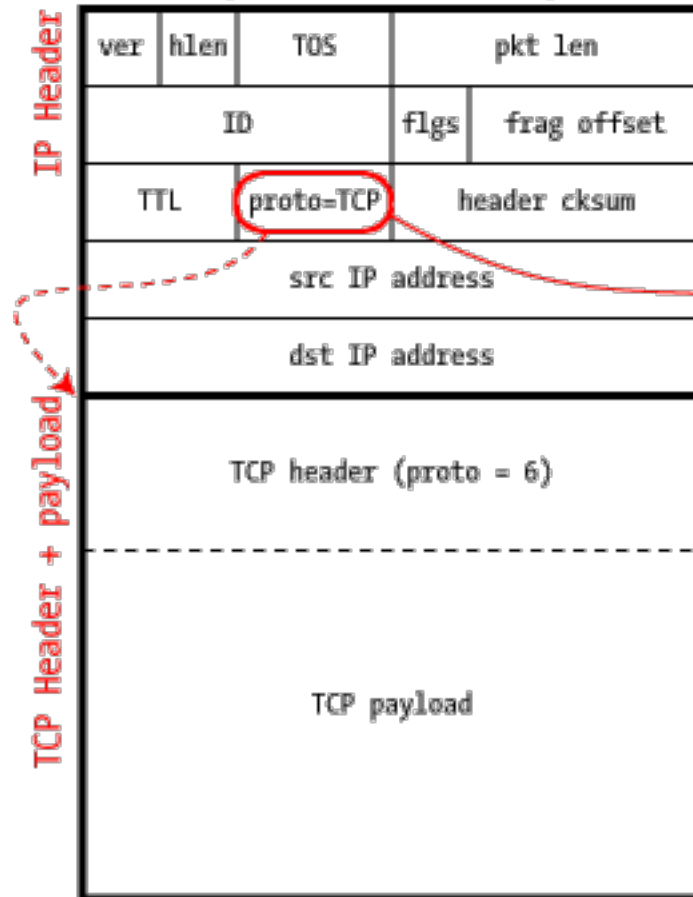 IP Header
ver hlen TOS pkt len
ID flgs frag offset
TTL proto=TCP header cksum
src IP address
dst IP address
TCP Header + payload
TCP header (proto = 6)
TCP payload